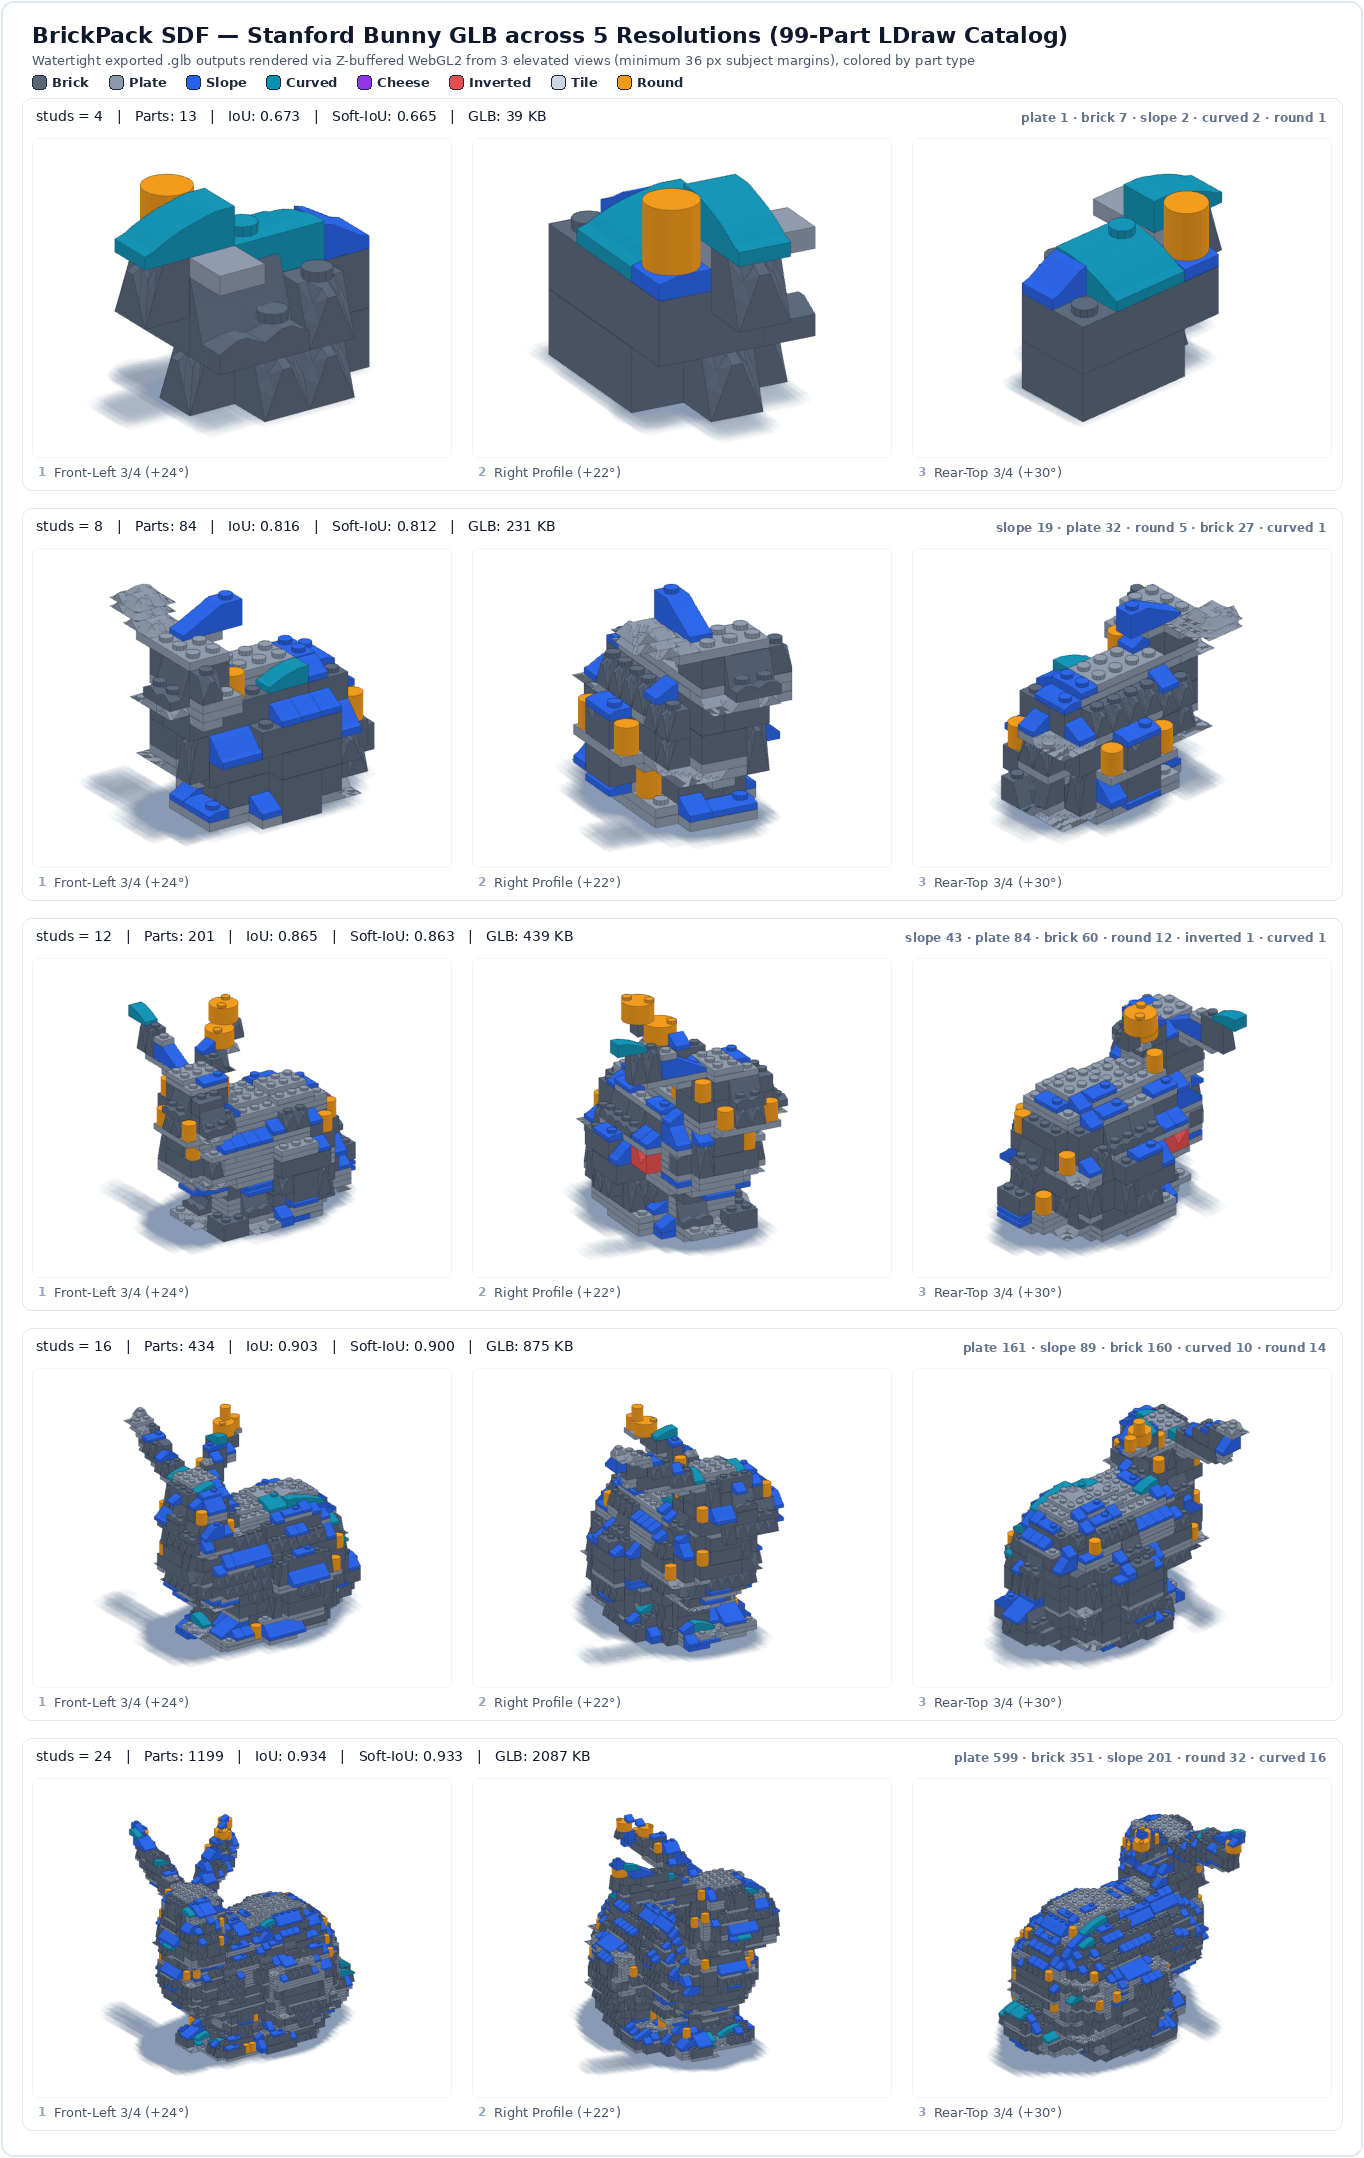 BrickPack SDF — Stanford Bunny GLB across 5 Resolutions (99-Part LDraw Catalog)
Watertight exported .glb outputs rendered via Z-buffered WebGL2 from 3 elevated views (minimum 36 px subject margins), colored by part type
Brick Plate Slope Curved Cheese Inverted Tile Round
studs = 4 | Parts: 13 | IoU: 0.673 | Soft-IoU: 0.665 | GLB: 39 KB plate 1 · brick 7 · slope 2 · curved 2 · round 1
1 Front-Left 3/4 (+24°) 2 Right Profile (+22°) 3 Rear-Top 3/4 (+30°)
studs = 8 | Parts: 84 | IoU: 0.816 | Soft-IoU: 0.812 | GLB: 231 KB slope 19 · plate 32 · round 5 · brick 27 · curved 1
1 Front-Left 3/4 (+24°) 2 Right Profile (+22°) 3 Rear-Top 3/4 (+30°)
studs = 12 | Parts: 201 | IoU: 0.865 | Soft-IoU: 0.863 | GLB: 439 KB slope 43 · plate 84 · brick 60 · round 12 · inverted 1 · curved 1
1 Front-Left 3/4 (+24°) 2 Right Profile (+22°) 3 Rear-Top 3/4 (+30°)
studs = 16 | Parts: 434 | IoU: 0.903 | Soft-IoU: 0.900 | GLB: 875 KB plate 161 · slope 89 · brick 160 · curved 10 · round 14
1 Front-Left 3/4 (+24°) 2 Right Profile (+22°) 3 Rear-Top 3/4 (+30°)
studs = 24 | Parts: 1199 | IoU: 0.934 | Soft-IoU: 0.933 | GLB: 2087 KB plate 599 · brick 351 · slope 201 · round 32 · curved 16
1 Front-Left 3/4 (+24°) 2 Right Profile (+22°) 3 Rear-Top 3/4 (+30°)